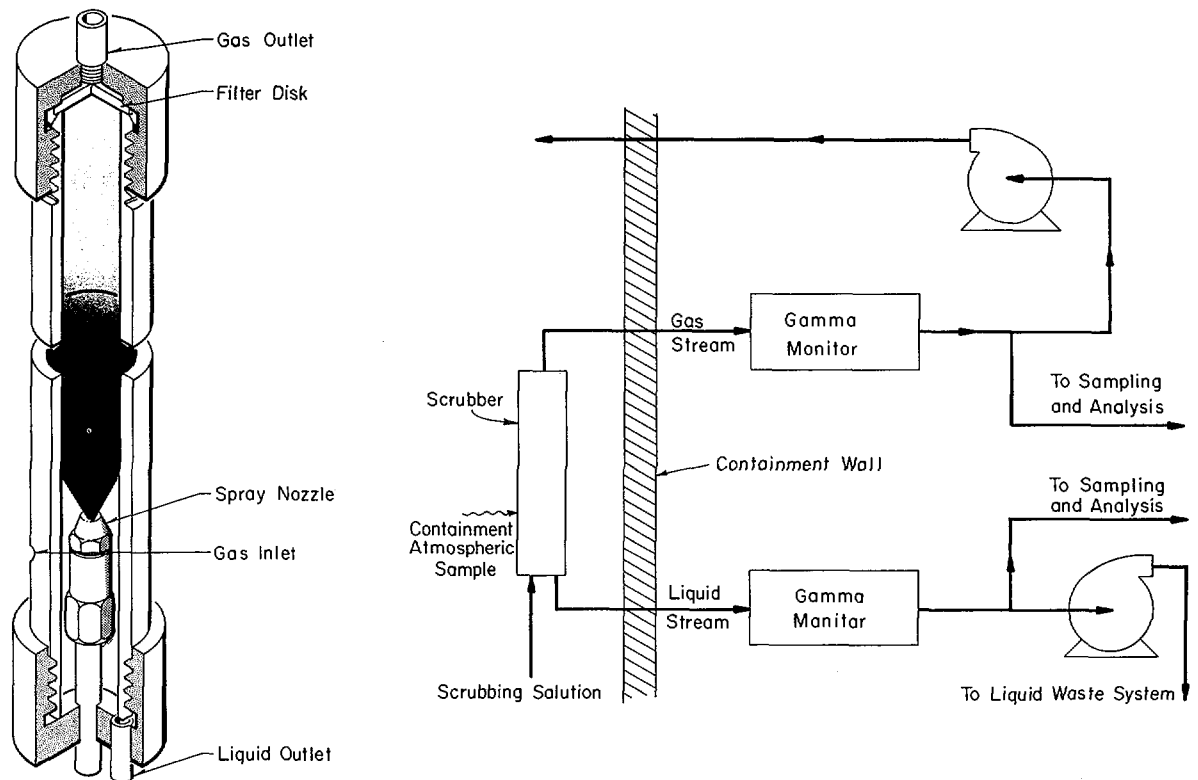 Gas Outlet
Filter Disk
Spray Nozzle
Gas Inlet
Liquid Outlet
Gas
Stream
Gamma
Monitor
To Sampling
and Analysis
Scrubber
Containment Wall
Containment
Atmospheric
Sample
To Sampling
and Analysis
Liquid
Stream
Gamma
Manitar
Scrubbing Salution
To Liquid Waste System